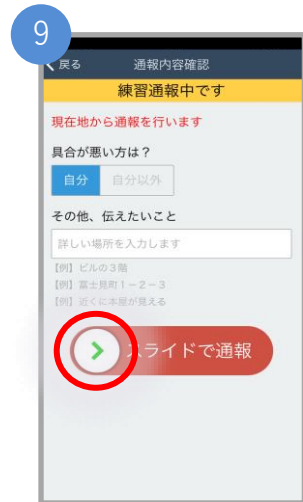 9
戻る 通報内容確認
練習通報中です
現在地から通報を行います
具合が悪い方は?
自分 自分以外
その他、伝えたいこと
詳しい場所を入力します
【例】ビルの3階
【例】富士見町1-2-3
【例】近くに本屋が見える
スライドで通報